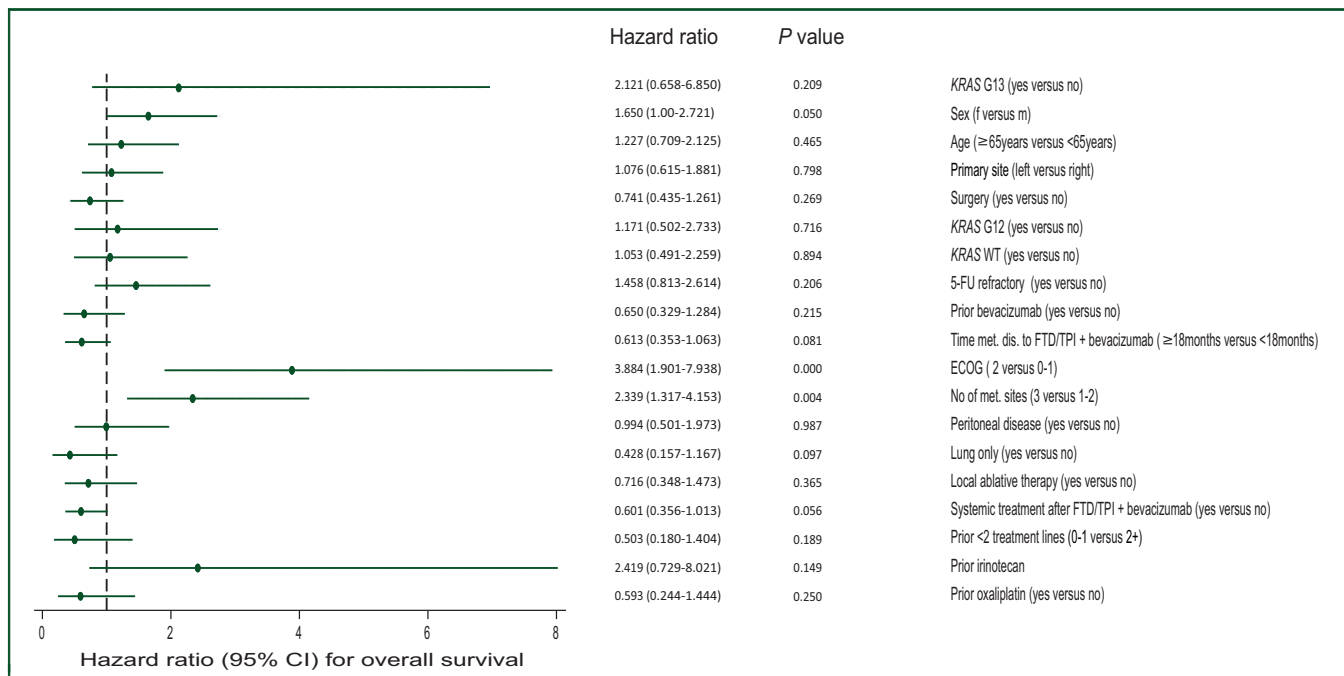 Hazard ratio P value
2.121 (0.658-6.850) 0.209 KRAS G13 (yes versus no)
1.650 (1.00-2.721) 0.050 Sex (f versus m)
1.227 (0.709-2.125) 0.465 Age (≥65years versus <65years)
1.076 (0.615-1.881) 0.798 Primary site (left versus right)
0.741 (0.435-1.261) 0.269 Surgery (yes versus no)
1.171 (0.502-2.733) 0.716 KRAS G12 (yes versus no)
1.053 (0.491-2.259) 0.894 KRAS WT (yes versus no)
1.458 (0.813-2.614) 0.206 5-FU refractory (yes versus no)
0.650 (0.329-1.284) 0.215 Prior bevacizumab (yes versus no)
0.613 (0.353-1.063) 0.081 Time met. dis. to FTD/TPI + bevacizumab ( ≥18months versus <18months)
3.884 (1.901-7.938) 0.000 ECOG ( 2 versus 0-1)
2.339 (1.317-4.153) 0.004 No of met. sites (3 versus 1-2)
0.994 (0.501-1.973) 0.987 Peritoneal disease (yes versus no)
0.428 (0.157-1.167) 0.097 Lung only (yes versus no)
0.716 (0.348-1.473) 0.365 Local ablative therapy (yes versus no)
0.601 (0.356-1.013) 0.056 Systemic treatment after FTD/TPI + bevacizumab (yes versus no)
0.503 (0.180-1.404) 0.189 Prior <2 treatment lines (0-1 versus 2+)
2.419 (0.729-8.021) 0.149 Prior irinotecan
0.593 (0.244-1.444) 0.250 Prior oxaliplatin (yes versus no)
0 2 4 6 8
Hazard ratio (95% CI) for overall survival